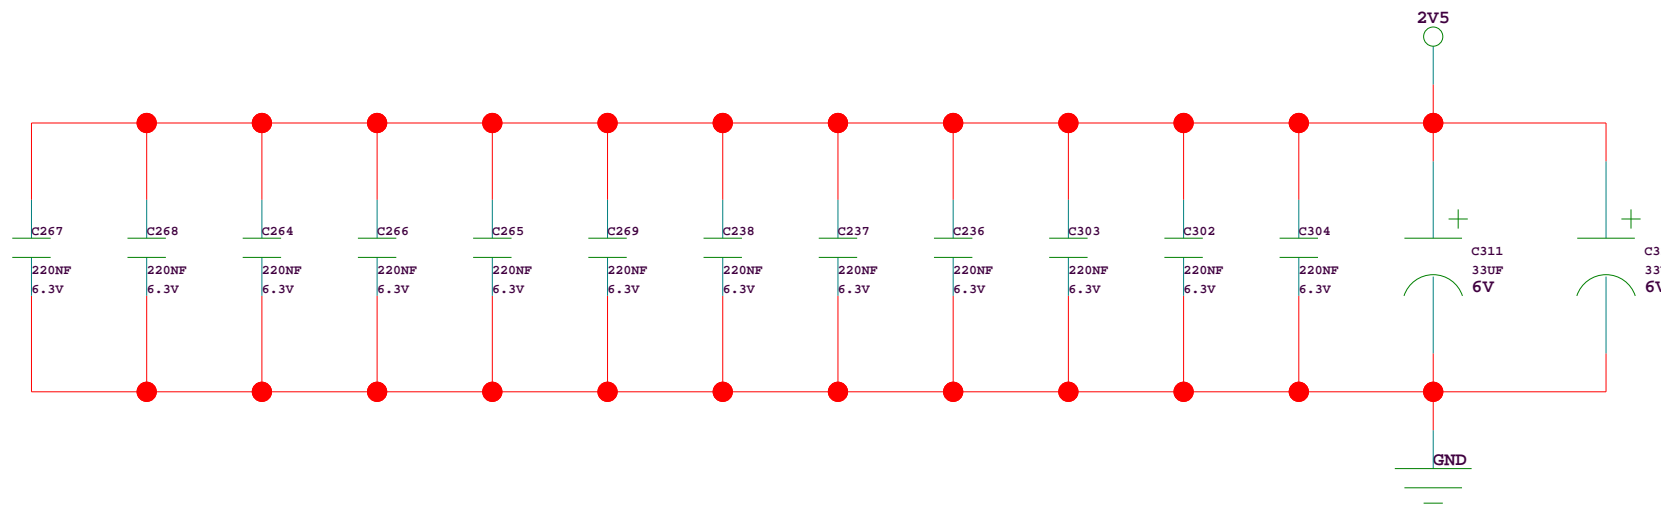 2V5
C267
220NF
6.3V
C268
220NF
6.3V
C264
220NF
6.3V
C266
220NF
6.3V
C265
220NF
6.3V
C269
220NF
6.3V
C238
220NF
6.3V
C237
220NF
6.3V
C236
220NF
6.3V
C303
220NF
6.3V
C302
220NF
6.3V
C304
220NF
6.3V
+
C311
33UF
6V
+
GND